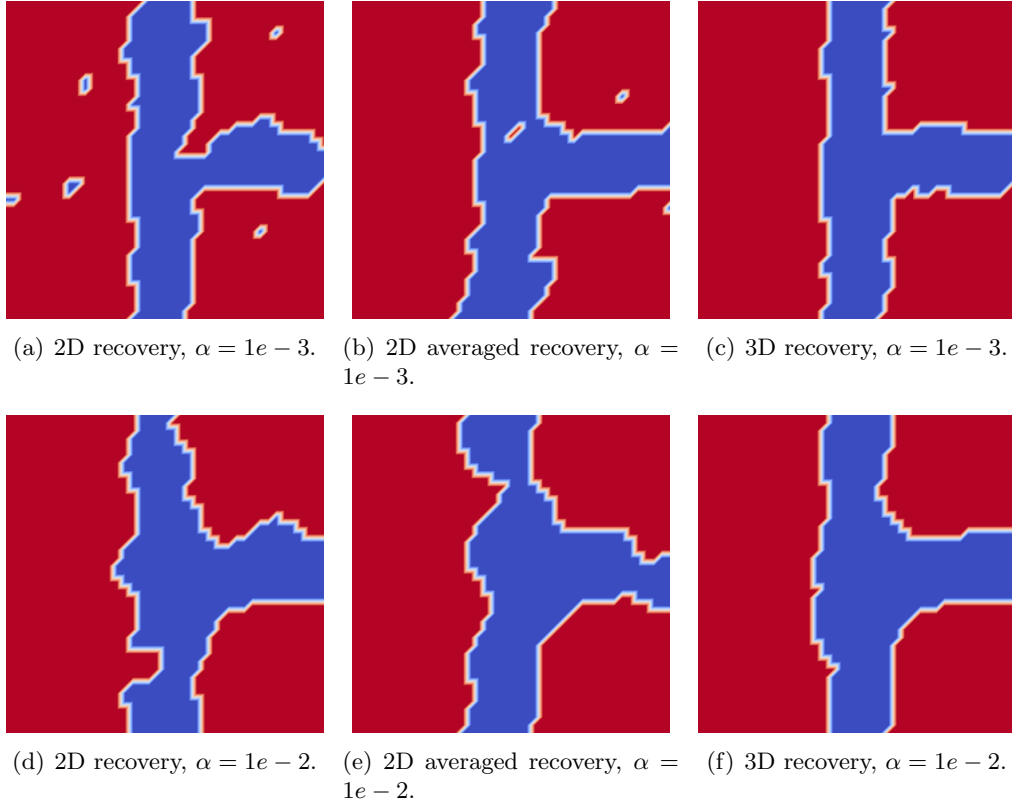 (a) 2D recovery, α = 1e − 3.
(b) 2D averaged recovery, α =
1e − 3.
(c) 3D recovery, α = 1e − 3.
(d) 2D recovery, α = 1e − 2.
(e) 2D averaged recovery, α =
1e − 2.
(f) 3D recovery, α = 1e − 2.